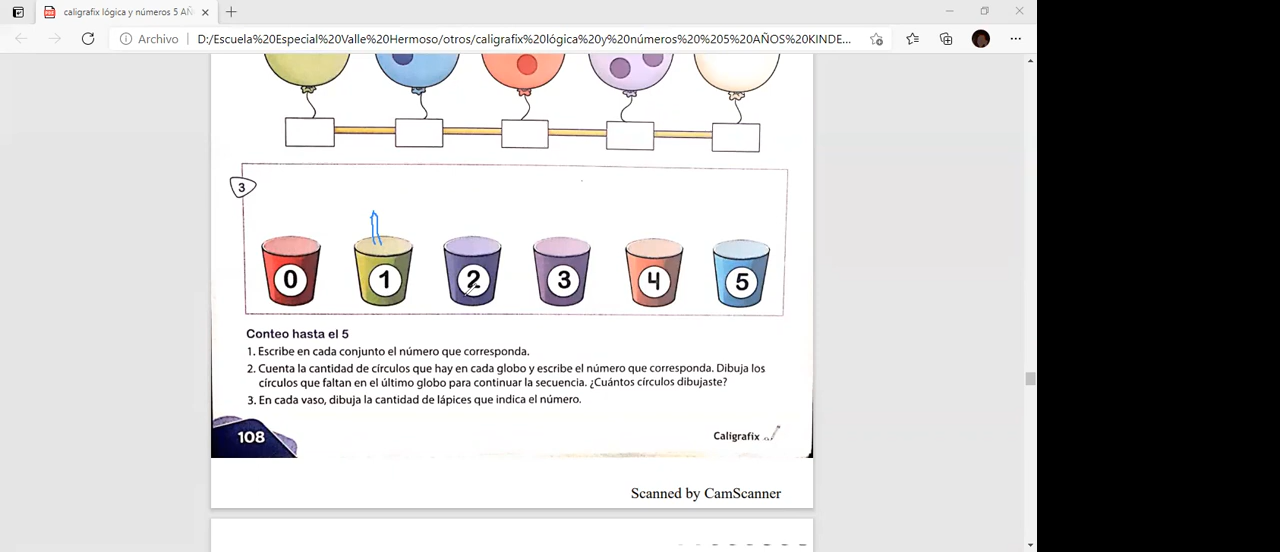 caligrafix lógica y números 5 AÑ
Archivo
D:/Escuela%20Especial%20Valle%20Hermoso/otros/caligrafix%20lógica%20y%20números%20%205%20AÑOS%20KINDE...
3
0 1 2 3 4 5
Conteo hasta el 5
1. Escribe en cada conjunto el número que corresponda.
2. Cuenta la cantidad de círculos que hay en cada globo y escribe el número que corresponda. Dibuja los
círculos que faltan en el último globo para continuar la secuencia. ¿Cuántos círculos dibujaste?
3. En cada vaso, dibuja la cantidad de lápices que indica el número.
108
Caligrafix
Scanned by CamScanner